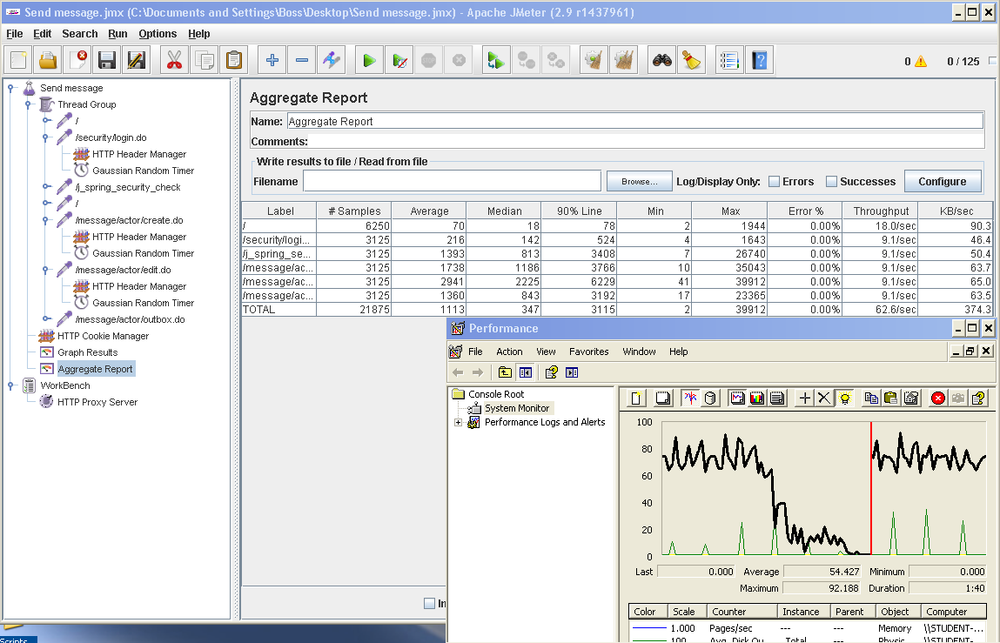 Send message.jmx (C:\Documents and Settings\Boss\Desktop\Send message.jmx) - Apache JMeter (2.9 r1437961)
File Edit Search Run Options Help
0 0 / 125
Send message
Thread Group
/
/security/login.do
HTTP Header Manager
Gaussian Random Timer
/j_spring_security_check
/
/message/actor/create.do
HTTP Header Manager
Gaussian Random Timer
/message/actor/edit.do
HTTP Header Manager
Gaussian Random Timer
/message/actor/outbox.do
HTTP Cookie Manager
Graph Results
Aggregate Report
WorkBench
HTTP Proxy Server
Aggregate Report
Name: Aggregate Report
Comments:
Write results to file / Read from file
Filename Browse... Log/Display Only: Errors Successes Configure
Label # Samples Average Median 90% Line Min Max Error % Throughput KB/sec
/ 6250 70 18 78 2 1944 0.00% 18.0/sec 90.3
/security/logi... 3125 216 142 524 4 1643 0.00% 9.1/sec 46.4
/j_spring_se... 3125 1393 813 3408 7 26740 0.00% 9.1/sec 50.4
/message/ac... 3125 1738 1186 3766 10 35043 0.00% 9.1/sec 63.7
/message/ac... 3125 2941 2225 6229 41 39912 0.00% 9.1/sec 65.0
/message/ac... 3125 1360 843 3192 17 23365 0.00% 9.1/sec 63.5
TOTAL 21875 1113 347 3115 2 39912 0.00% 62.6/sec 374.3
Performance
File Action View Favorites Window Help
Console Root
System Monitor
Performance Logs and Alerts
100
80
60
40
20
0
Last 0.000 Average 54.427 Minimum 0.000
Maximum 92.188 Duration 1:40
Color Scale Counter Instance Parent Object Computer
1.000 Pages/sec --- --- Memory \\STUDENT-...
Scripts